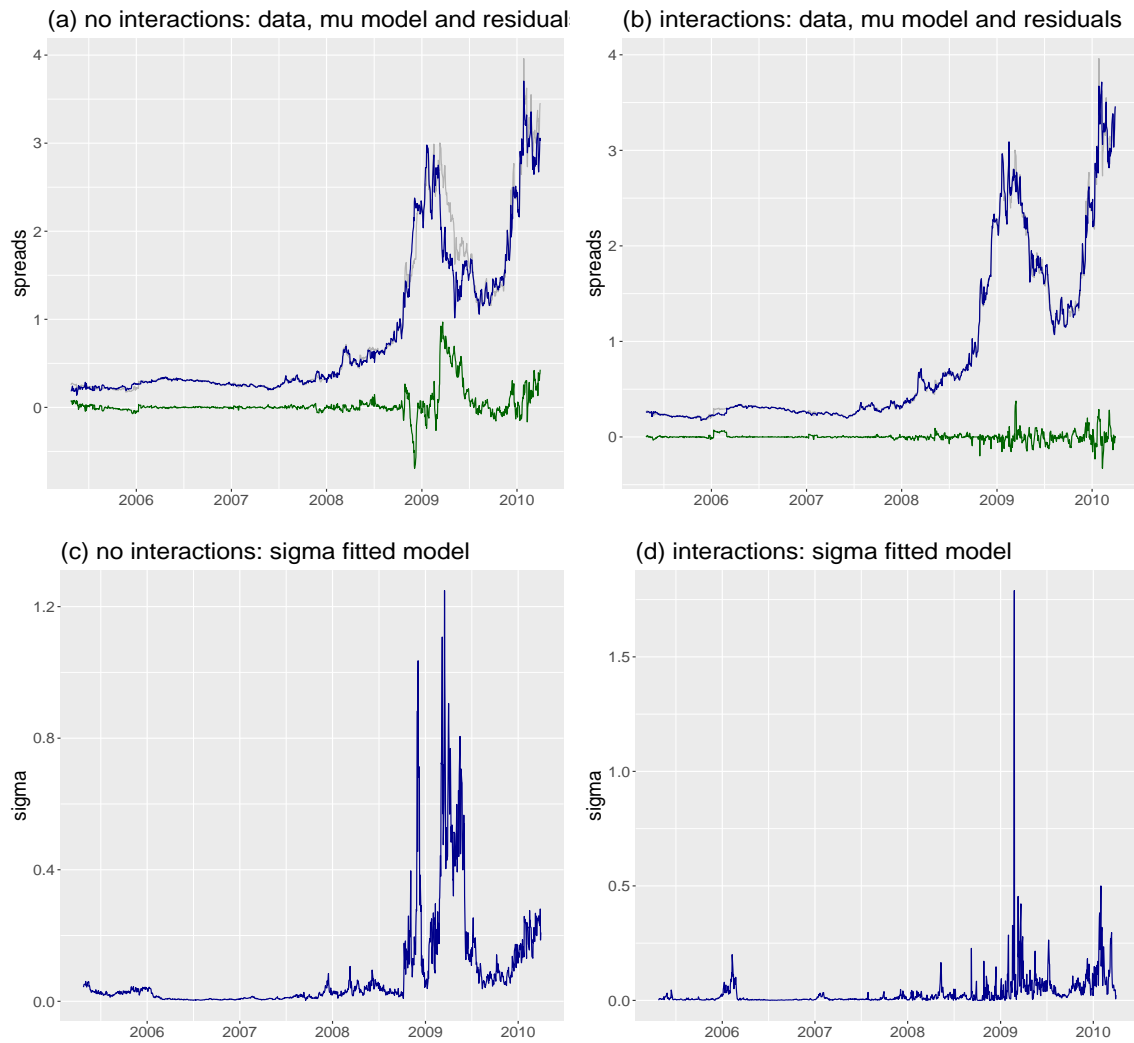 (a) no interactions: data, mu model and residuals
4
3
2
1
0
spreads
2006 2007 2008 2009 2010
(b) interactions: data, mu model and residuals
4
3
2
1
0
spreads
2006 2007 2008 2009 2010
(c) no interactions: sigma fitted model
1.2
0.8
0.4
0.0
sigma
2006 2007 2008 2009 2010
(d) interactions: sigma fitted model
1.5
1.0
0.5
0.0
sigma
2006 2007 2008 2009 2010